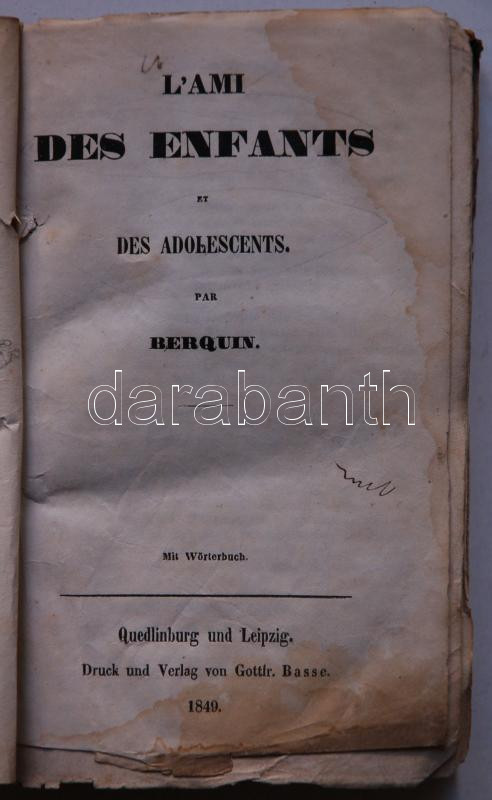 L'AMI
DES ENFANTS
ET
DES ADOLESCENTS.
PAR
BERQUIN.
darabanth
Mit Wörterbuch.
Quedlinburg und Leipzig.
Druck und Verlag von Gottfr. Basse.
1849.